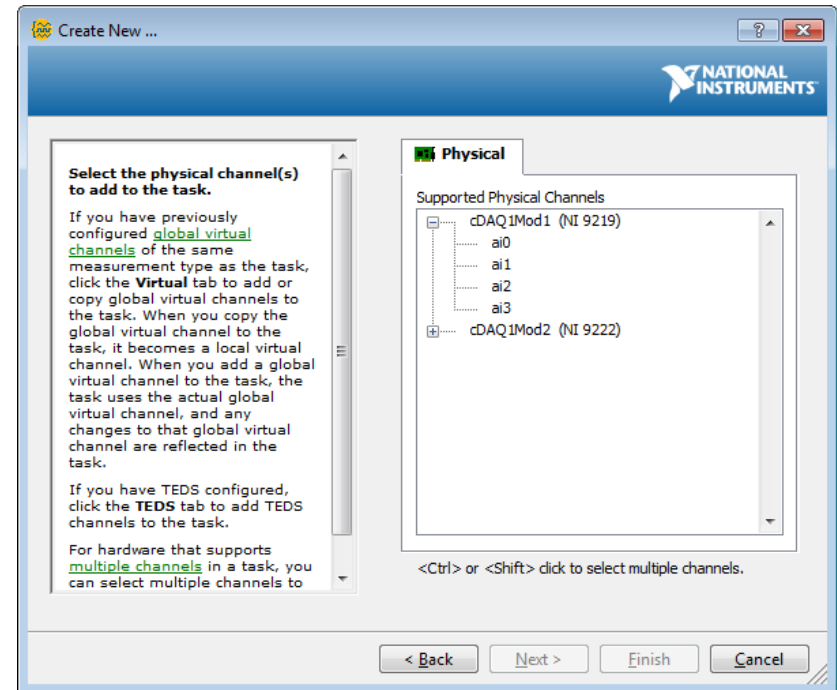 Create New ...
NATIONAL
INSTRUMENTS
Select the physical channel(s)
to add to the task.
If you have previously
configured global virtual
channels of the same
measurement type as the task,
click the Virtual tab to add or
copy global virtual channels to
the task. When you copy the
global virtual channel to the
task, it becomes a local virtual
channel. When you add a global
virtual channel to the task, the
task uses the actual global
virtual channel, and any
changes to that global virtual
channel are reflected in the
task.
If you have TEDS configured,
click the TEDS tab to add TEDS
channels to the task.
For hardware that supports
multiple channels in a task, you
can select multiple channels to
Physical
Supported Physical Channels
cDAQ1Mod1 (NI 9219)
ai0
ai1
ai2
ai3
cDAQ1Mod2 (NI 9222)
<Ctrl> or <Shift> click to select multiple channels.
< Back Next > Finish Cancel